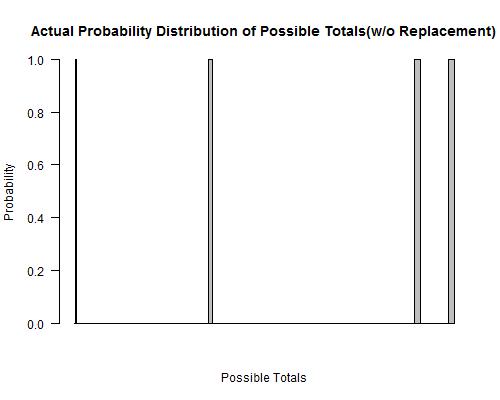 Actual Probability Distribution of Possible Totals(w/o Replacement)
1.0
0.8
0.6
0.4
0.2
0.0
Probability
Possible Totals